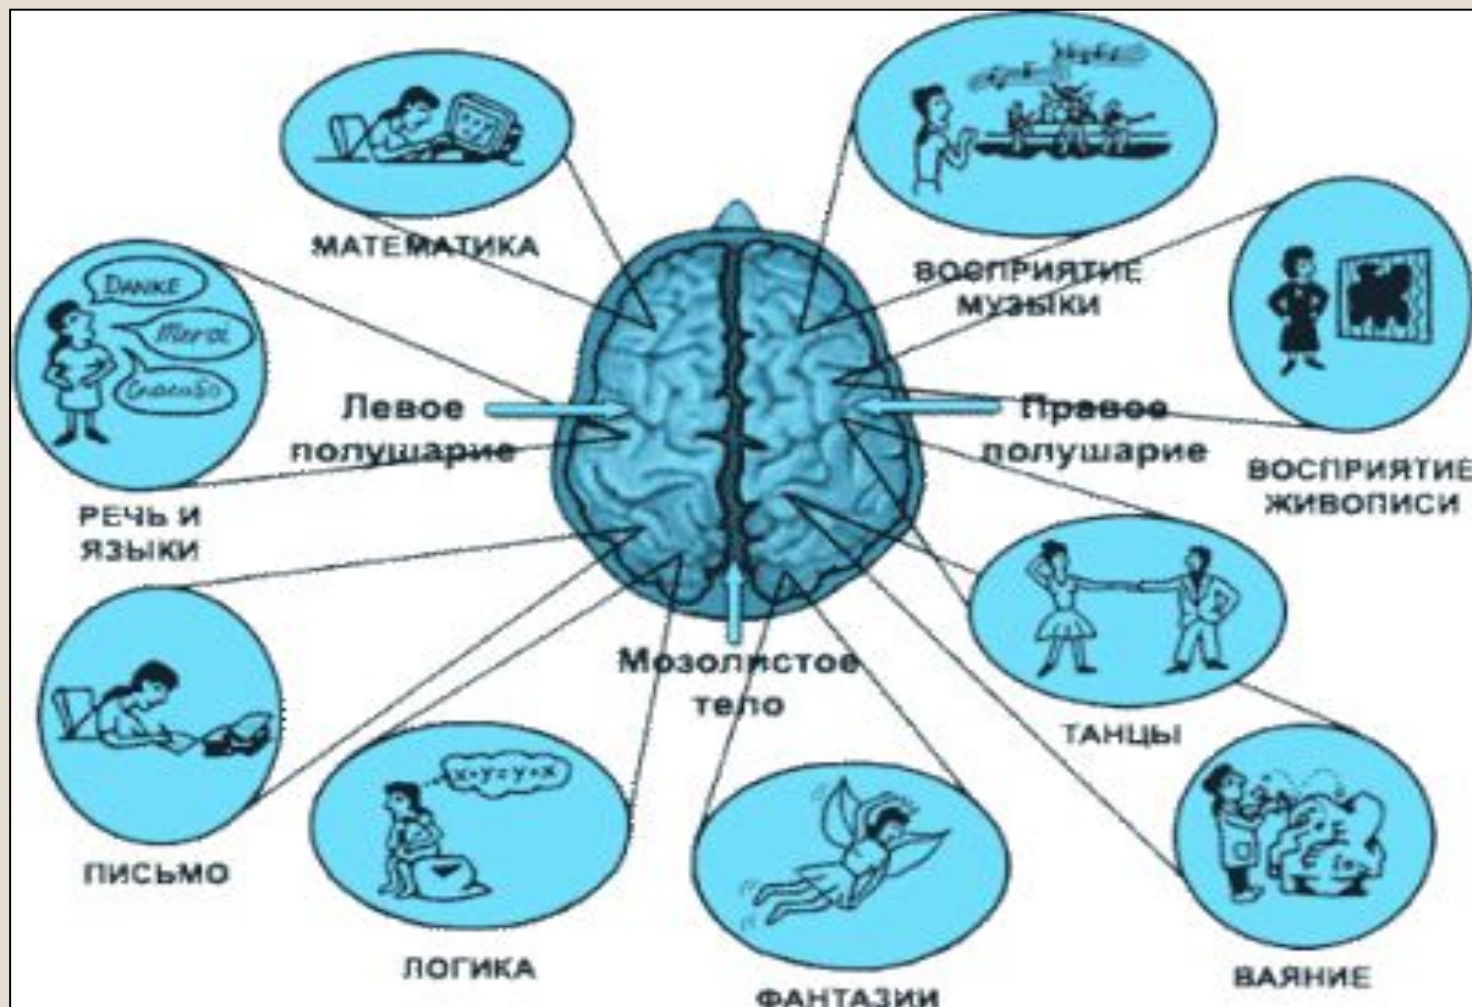 МАТЕМАТИКА
ВОСПРИЯТИЕ
МУЗЫКИ
DANKE
Merci
Спасибо
Левое
полушарие
Правое
полушарие
ВОСПРИЯТИЕ
ЖИВОПИСИ
РЕЧЬ И
ЯЗЫКИ
Мозолистое
тело
ТАНЦЫ
x+y=y+x
ПИСЬМО
ЛОГИКА
ФАНТАЗИИ
ВАЯНИЕ